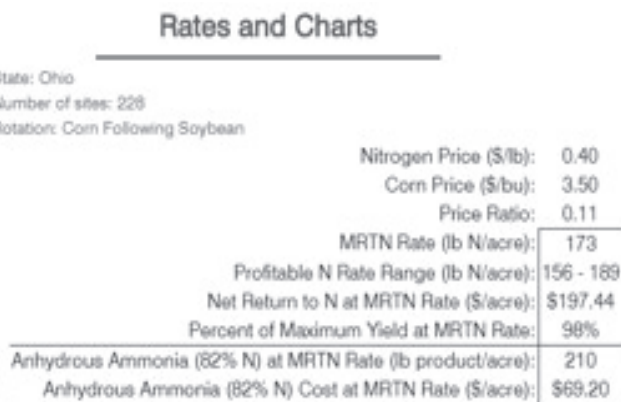 Rates and Charts
State: Ohio
Number of sites: 228
Rotation: Corn Following Soybean
Nitrogen Price ($/lb): 0.40
Corn Price ($/bu): 3.50
Price Ratio: 0.11
MRTN Rate (lb N/acre): 173
Profitable N Rate Range (lb N/acre): 156 - 189
Net Return to N at MRTN Rate ($/acre): $197.44
Percent of Maximum Yield at MRTN Rate: 98%
Anhydrous Ammonia (82% N) at MRTN Rate (lb product/acre): 210
Anhydrous Ammonia (82% N) Cost at MRTN Rate ($/acre): $69.20